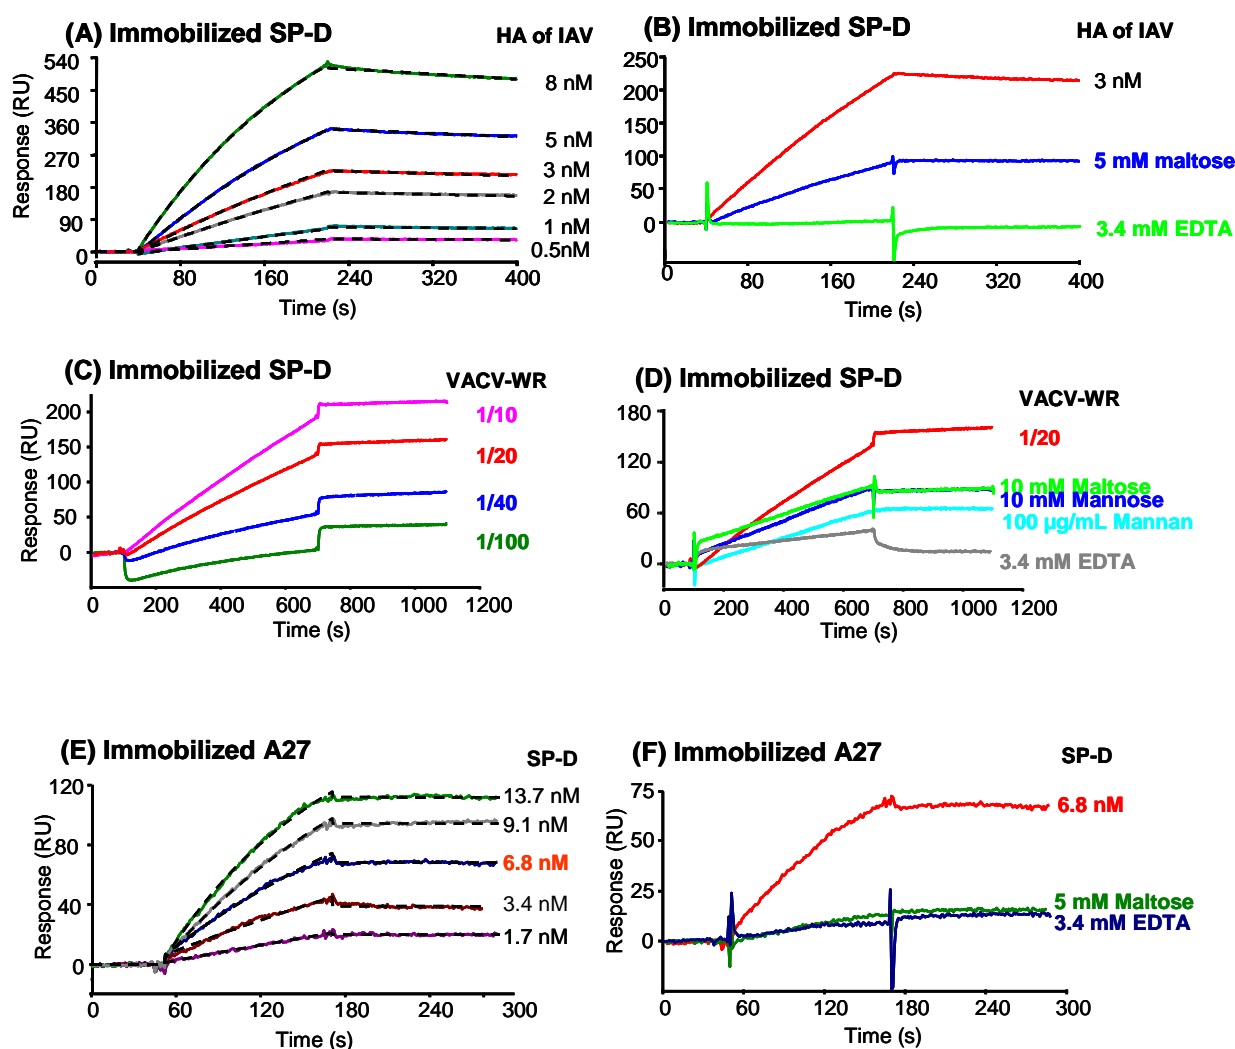 (A) Immobilized SP-D
HA of IAV
Response (RU)
540
450
360
270
180
90
0
0 80 160 240 320 400
Time (s)
8 nM
5 nM
3 nM
2 nM
1 nM
0.5nM
(B) Immobilized SP-D
HA of IAV
Response (RU)
250
200
150
100
50
0
0 80 160 240 320 400
Time (s)
3 nM
5 mM maltose
3.4 mM EDTA
(C) Immobilized SP-D
VACV-WR
Response (RU)
200
150
100
50
0
0 200 400 600 800 1000 1200
Time (s)
1/10
1/20
1/40
1/100
(D) Immobilized SP-D
VACV-WR
Response (RU)
180
120
60
0
0 200 400 600 800 1000 1200
Time (s)
1/20
10 mM Maltose
10 mM Mannose
100 µg/mL Mannan
3.4 mM EDTA
(E) Immobilized A27
SP-D
Response (RU)
120
80
40
0
0 60 120 180 240 300
Time (s)
13.7 nM
9.1 nM
6.8 nM
3.4 nM
1.7 nM
(F) Immobilized A27
SP-D
Response (RU)
75
50
25
0
0 60 120 180 240 300
Time (s)
6.8 nM
5 mM Maltose
3.4 mM EDTA